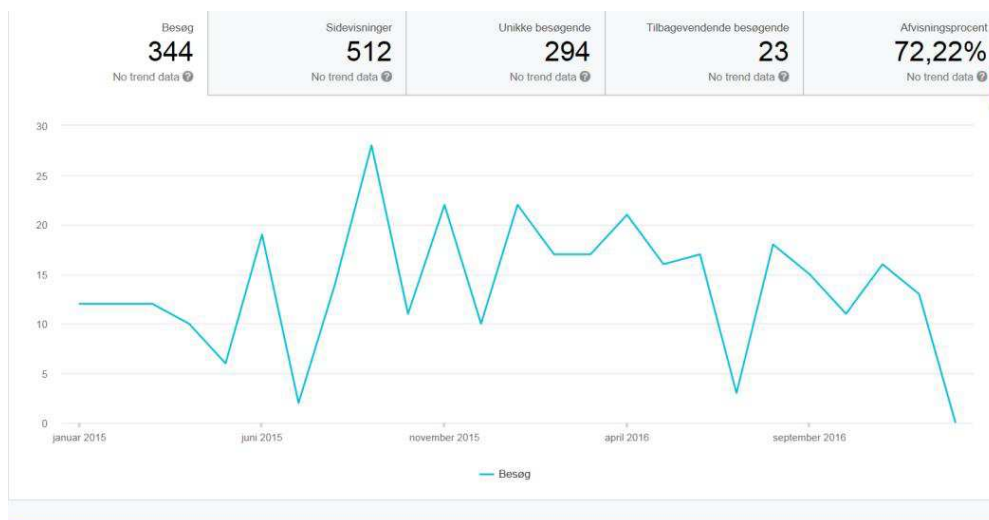 Besøg
344
No trend data ?
Sidevisninger
512
No trend data ?
Unikke besøgende
294
No trend data ?
Tilbagevendende besøgende
23
No trend data ?
Afvisningsprocent
72,22%
No trend data ?
30
25
20
15
10
5
0
januar 2015
juni 2015
november 2015
april 2016
september 2016
Besøg